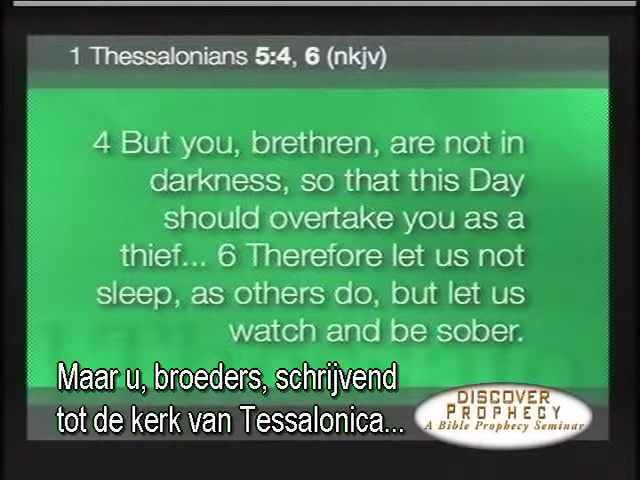 1 Thessalonians 5:4, 6 (nkjv)
4 But you, brethren, are not in
darkness, so that this Day
should overtake you as a
thief... 6 Therefore let us not
sleep, as others do, but let us
watch and be sober.
Maar u, broeders, schrijvend
tot de kerk van Tessalonica...
DISCOVER
PROPHECY
A Bible Prophecy Seminar